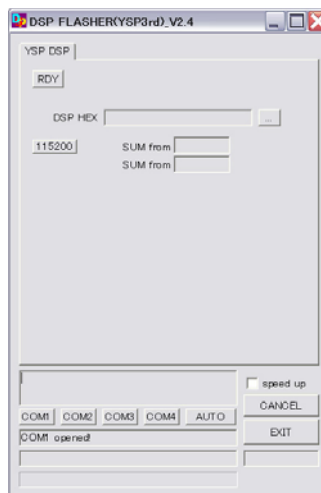 DSP FLASHER(YSP3rd)_V2.4
YSP DSP
RDY
DSP HEX ...
115200 SUM from
SUM from
speed up
CANCEL
COM1 COM2 COM3 COM4 AUTO
EXIT
COM1 opened!